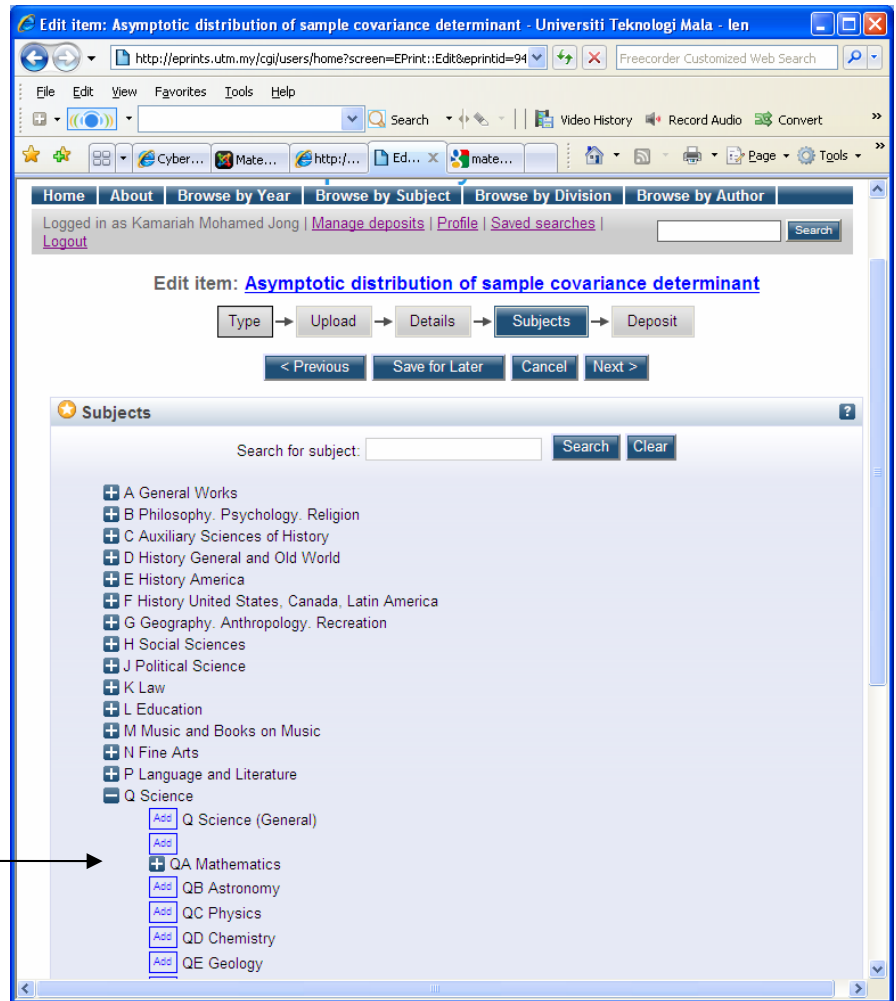 Edit item: Asymptotic distribution of sample covariance determinant - Universiti Teknologi Mala - len
http://eprints.utm.my/cgi/users/home?screen=EPrint::Edit&eprintid=94 Freecorder Customized Web Search
File Edit View Favorites Tools Help
Search Video History Record Audio Convert »
Cyber... Mate... http:/... Ed... X mate... Page Tools »
Home About Browse by Year Browse by Subject Browse by Division Browse by Author
Logged in as Kamariah Mohamed Jong | Manage deposits | Profile | Saved searches |
Logout
Search
Edit item: Asymptotic distribution of sample covariance determinant
Type Upload Details Subjects Deposit
< Previous Save for Later Cancel Next >
Subjects ?
Search for subject: Search Clear
A General Works
B Philosophy. Psychology. Religion
C Auxiliary Sciences of History
D History General and Old World
E History America
F History United States, Canada, Latin America
G Geography. Anthropology. Recreation
H Social Sciences
J Political Science
K Law
L Education
M Music and Books on Music
N Fine Arts
P Language and Literature
Q Science
Add Q Science (General)
Add
QA Mathematics
Add QB Astronomy
Add QC Physics
Add QD Chemistry
Add QE Geology